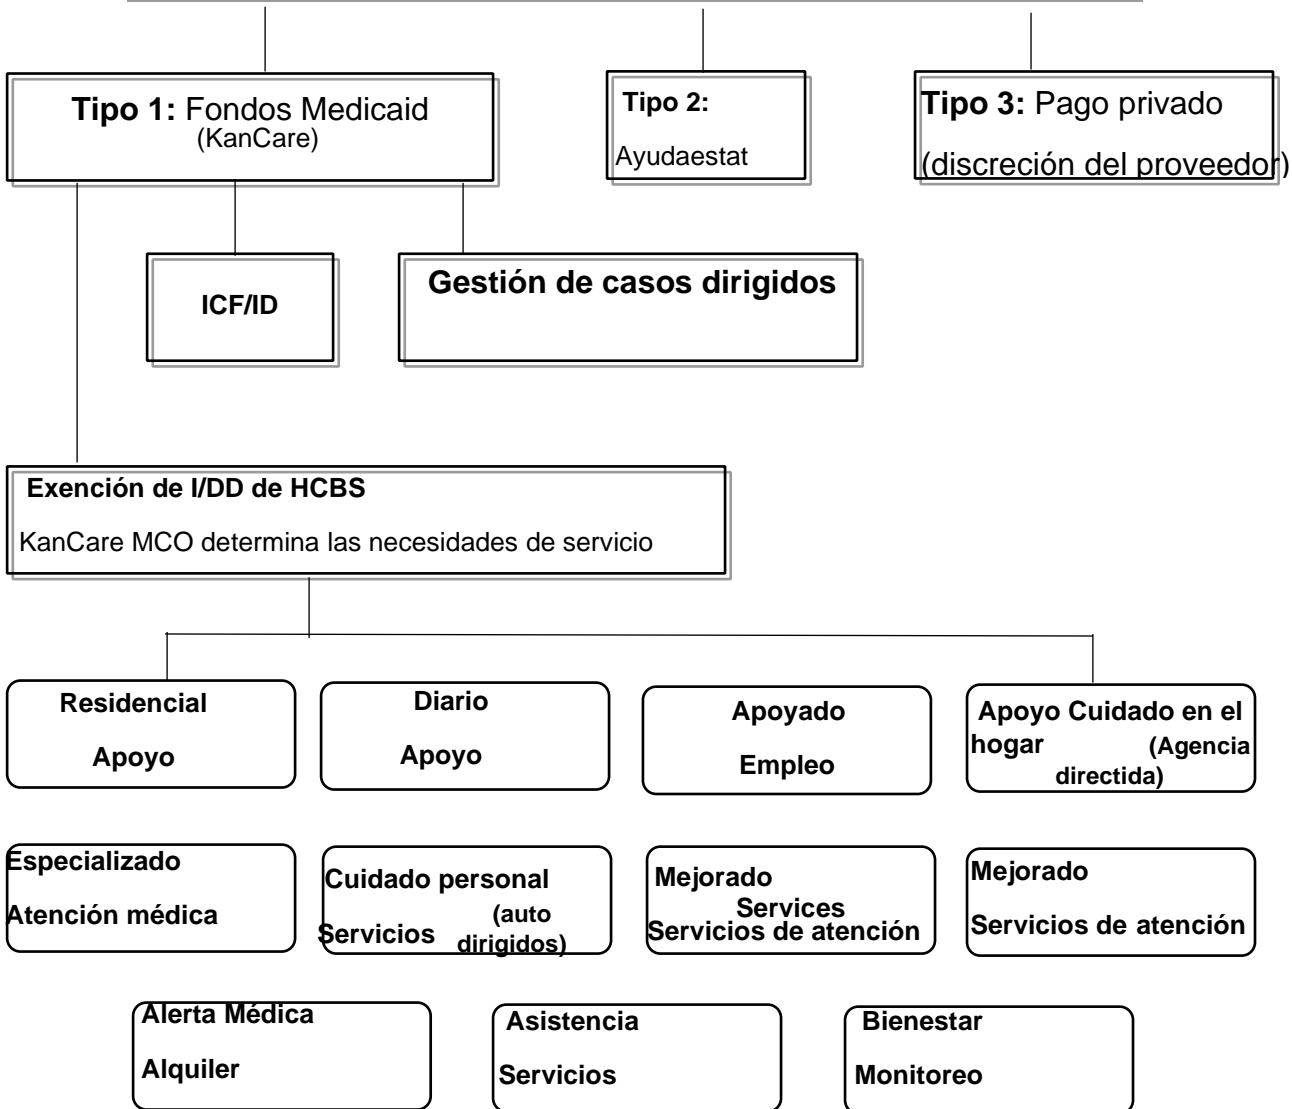 Tipo 1: Fondos Medicaid
(KanCare)
Tipo 2:
Ayudaestat
Tipo 3: Pago privado
(discreción del proveedor)
ICF/ID
Gestión de casos dirigidos
Exención de I/DD de HCBS
KanCare MCO determina las necesidades de servicio
Residencial
Apoyo
Diario
Apoyo
Apoyado
Empleo
Apoyo Cuidado en el
hogar (Agencia
directida)
Especializado
Atención médica
Cuidado personal
Servicios (auto
dirigidos)
Mejorado
Services
Servicios de atención
Mejorado
Servicios de atención
Alerta Médica
Alquiler
Asistencia
Servicios
Bienestar
Monitoreo